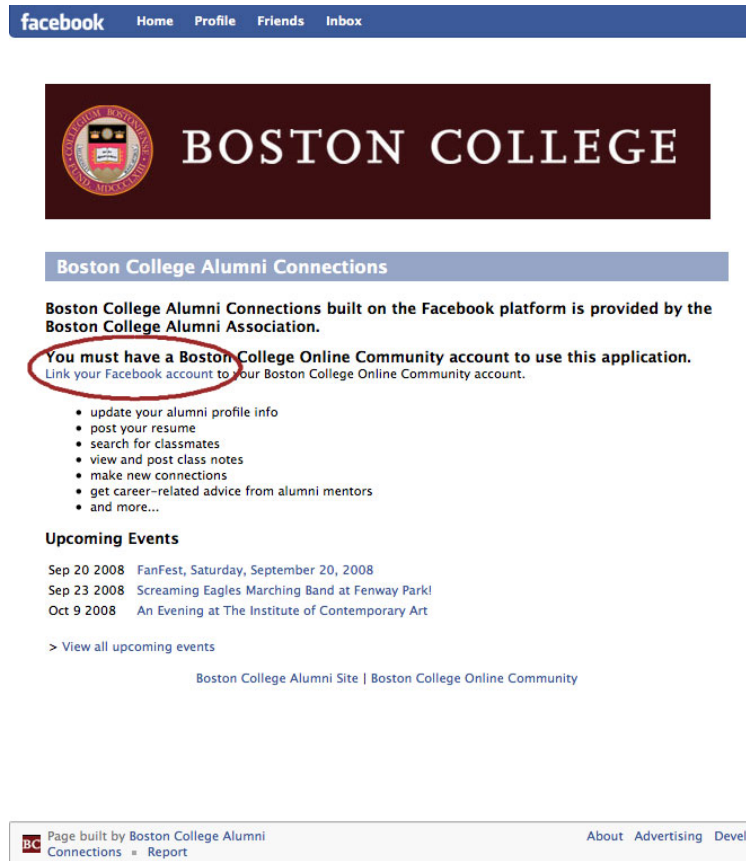 facebook Home Profile Friends Inbox
BOSTON COLLEGE
Boston College Alumni Connections
Boston College Alumni Connections built on the Facebook platform is provided by the
Boston College Alumni Association.
You must have a Boston College Online Community account to use this application.
Link your Facebook account to your Boston College Online Community account.
• update your alumni profile info
• post your resume
• search for classmates
• view and post class notes
• make new connections
• get career-related advice from alumni mentors
• and more...
Upcoming Events
Sep 20 2008 FanFest, Saturday, September 20, 2008
Sep 23 2008 Screaming Eagles Marching Band at Fenway Park!
Oct 9 2008 An Evening at The Institute of Contemporary Art
> View all upcoming events
Boston College Alumni Site | Boston College Online Community
BC Page built by Boston College Alumni
Connections ▪ Report
About Advertising Devel